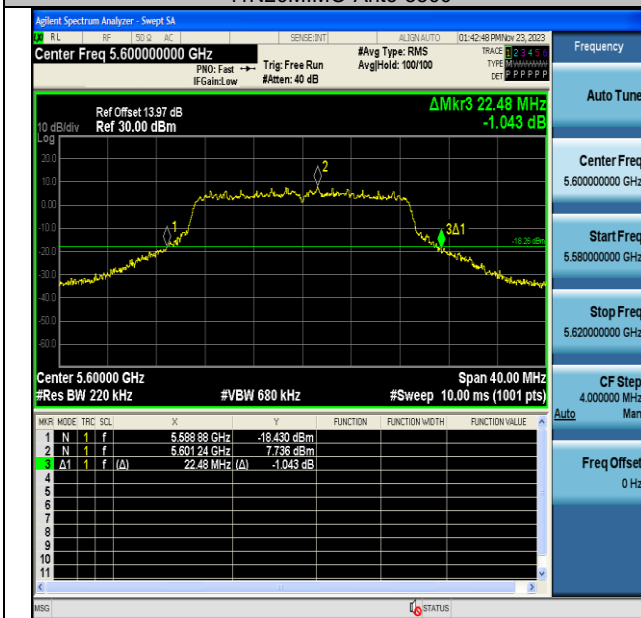 Agilent Spectrum Analyzer - Swept SA
RL RF 50 Ω AC SENSE:INT ALIGN AUTO 01:42:48 PM Nov 23, 2023
Center Freq 5.600000000 GHz
PNO: Fast
IFGain:Low
Trig: Free Run
#Atten: 40 dB
#Avg Type: RMS
Avg|Hold: 100/100
TRACE 1 2 3 4 5 6
TYPE MWWWWW
DET P P P P P P
Ref Offset 13.97 dB
10 dB/div Ref 30.00 dBm
Log
ΔMkr3 22.48 MHz
-1.043 dB
20.0
10.0
0.00
-10.0
-20.0
-30.0
-40.0
-50.0
-60.0
1
2
3Δ1
-18.26 dBm
Center 5.60000 GHz Span 40.00 MHz
#Res BW 220 kHz #VBW 680 kHz #Sweep 10.00 ms (1001 pts)
MKR MODE TRC SCL X Y FUNCTION FUNCTION WIDTH FUNCTION VALUE
1 N 1 f 5.588 88 GHz -18.430 dBm
2 N 1 f 5.601 24 GHz 7.736 dBm
3 Δ1 1 f (Δ) 22.48 MHz (Δ) -1.043 dB
4
5
6
7
8
9
10
11
MSG STATUS
Frequency
Auto Tune
Center Freq
5.600000000 GHz
Start Freq
5.580000000 GHz
Stop Freq
5.620000000 GHz
CF Step
4.000000 MHz
Auto Man
Freq Offset
0 Hz